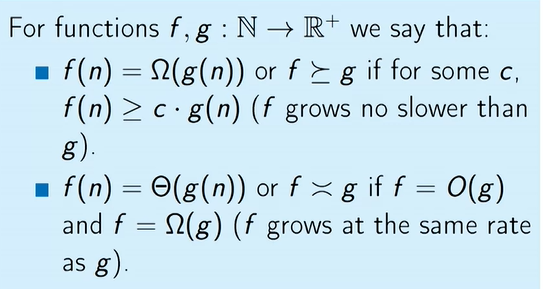 For functions f, g : ℕ → ℝ⁺ we say that:
■ f(n) = Ω(g(n)) or f ⪰ g if for some c,
f(n) ≥ c · g(n) (f grows no slower than
g).
■ f(n) = Θ(g(n)) or f ≍ g if f = O(g)
and f = Ω(g) (f grows at the same rate
as g).